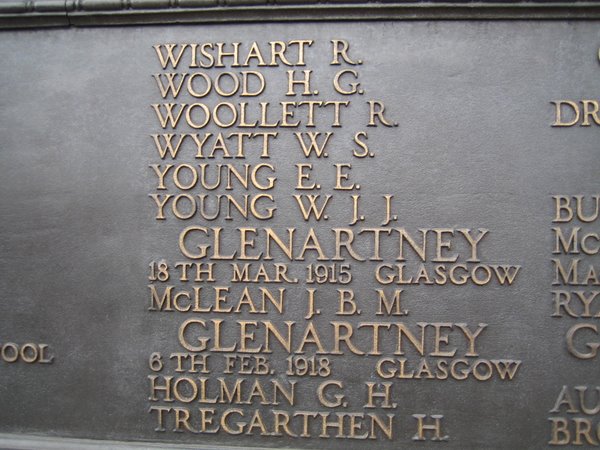 WISHART R.
WOOD H. G.
WOOLLETT R.
WYATT W. S.
YOUNG E. E.
YOUNG W. J. J.
GLENARTNEY
18TH MAR. 1915 GLASGOW
McLEAN J. B. M.
GLENARTNEY
6TH FEB. 1918 GLASGOW
HOLMAN G. H.
TREGARTHEN H.